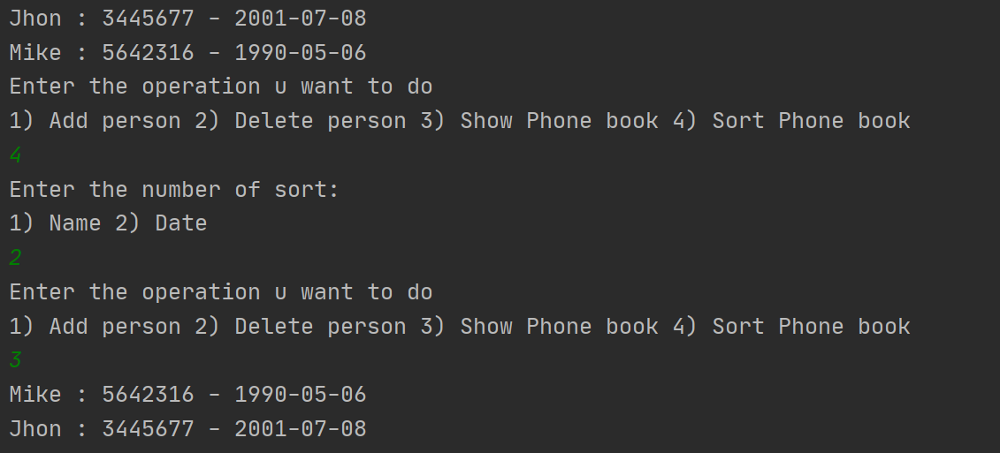 Jhon : 3445677 - 2001-07-08
Mike : 5642316 - 1990-05-06
Enter the operation u want to do
1) Add person 2) Delete person 3) Show Phone book 4) Sort Phone book
4
Enter the number of sort:
1) Name 2) Date
2
Enter the operation u want to do
1) Add person 2) Delete person 3) Show Phone book 4) Sort Phone book
3
Mike : 5642316 - 1990-05-06
Jhon : 3445677 - 2001-07-08